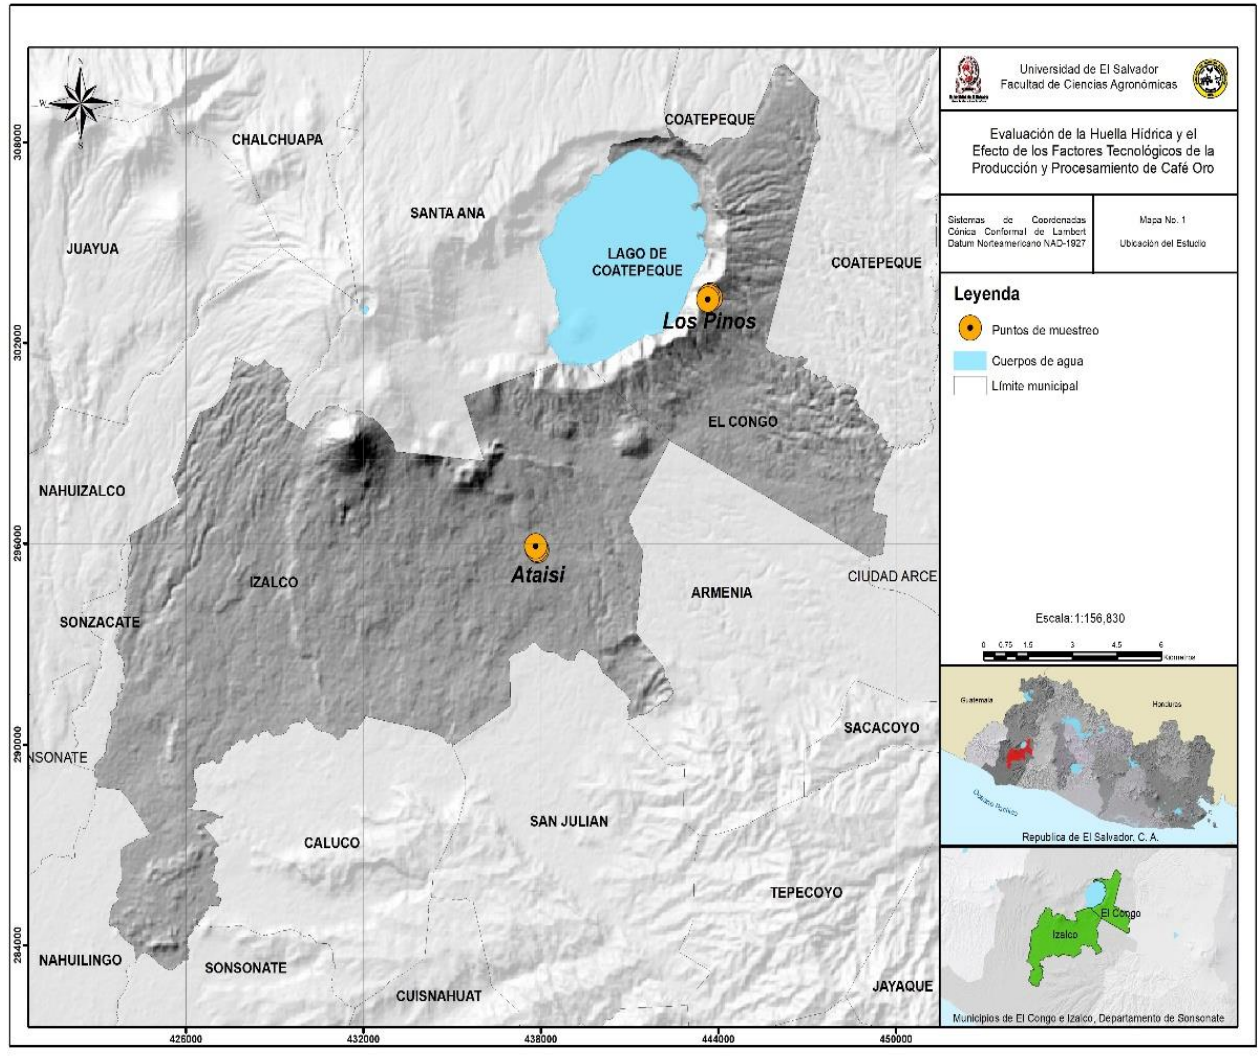 W
E
S
308000
302000
296000
290000
284000
426000
432000
438000
444000
450000
COATEPEQUE
CHALCHUAPA
SANTA ANA
JUAYUA
LAGO DE
COATEPEQUE
COATEPEQUE
Los Pinos
EL CONGO
NAHUIZALCO
Ataisi
IZALCO
CIUDAD ARCE
ARMENIA
SONZACATE
SACACOYO
NSONATE
SAN JULIAN
CALUCO
TEPECOYO
NAHUILINGO
SONSONATE
JAYAQUE
CUISNAHUAT
Universidad de El Salvador
Facultad de Ciencias Agronómicas
Evaluación de la Huella Hídrica y el
Efecto de los Factores Tecnológicos de la
Producción y Procesamiento de Café Oro
Sistemas de Coordenadas
Cónica Conformal de Lambert
Datum Norteamericano NAD-1927
Mapa No. 1
Ubicación del Estudio
Leyenda
Puntos de muestreo
Cuerpos de agua
Límite municipal
Escala:1:156,830
0 0.75 1.5 3 4.5 6
Kilometros
Guatemala
Honduras
Océano Pacífico
Republica de El Salvador, C. A.
El Congo
Izalco
Municipios de El Congo e Izalco, Departamento de Sonsonate